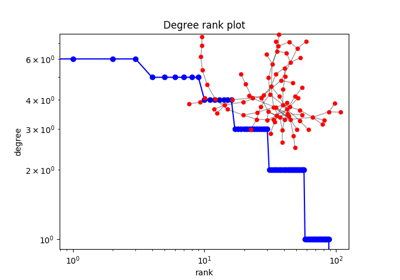 Degree rank plot
6 × 10⁰
4 × 10⁰
3 × 10⁰
2 × 10⁰
10⁰
degree
10⁰ 10¹ 10²
rank